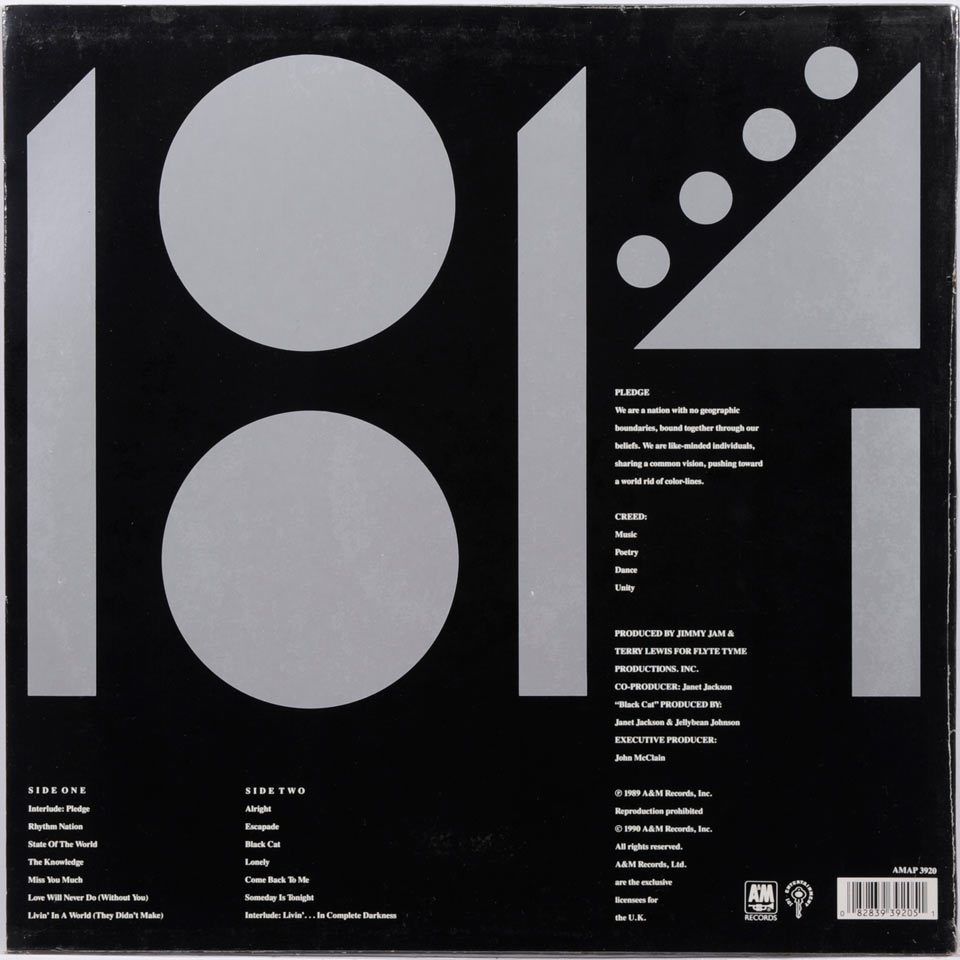 1814
PLEDGE
We are a nation with no geographic
boundaries, bound together through our
beliefs. We are like-minded individuals,
sharing a common vision, pushing toward
a world rid of color-lines.
CREED:
Music
Poetry
Dance
Unity
PRODUCED BY JIMMY JAM &
TERRY LEWIS FOR FLYTE TYME
PRODUCTIONS. INC.
CO-PRODUCER: Janet Jackson
“Black Cat” PRODUCED BY:
Janet Jackson & Jellybean Johnson
EXECUTIVE PRODUCER:
John McClain
SIDE ONE
Interlude: Pledge
Rhythm Nation
State Of The World
The Knowledge
Miss You Much
Love Will Never Do (Without You)
Livin' In A World (They Didn't Make)
SIDE TWO
Alright
Escapade
Black Cat
Lonely
Come Back To Me
Someday Is Tonight
Interlude: Livin'... In Complete Darkness
℗ 1989 A&M Records, Inc.
Reproduction prohibited
© 1990 A&M Records, Inc.
All rights reserved.
A&M Records, Ltd.
are the exclusive
licensees for
the U.K.
A&M
RECORDS
JDJ ENTERTAINMENT
AMAP 3920
0 82839 39205 1